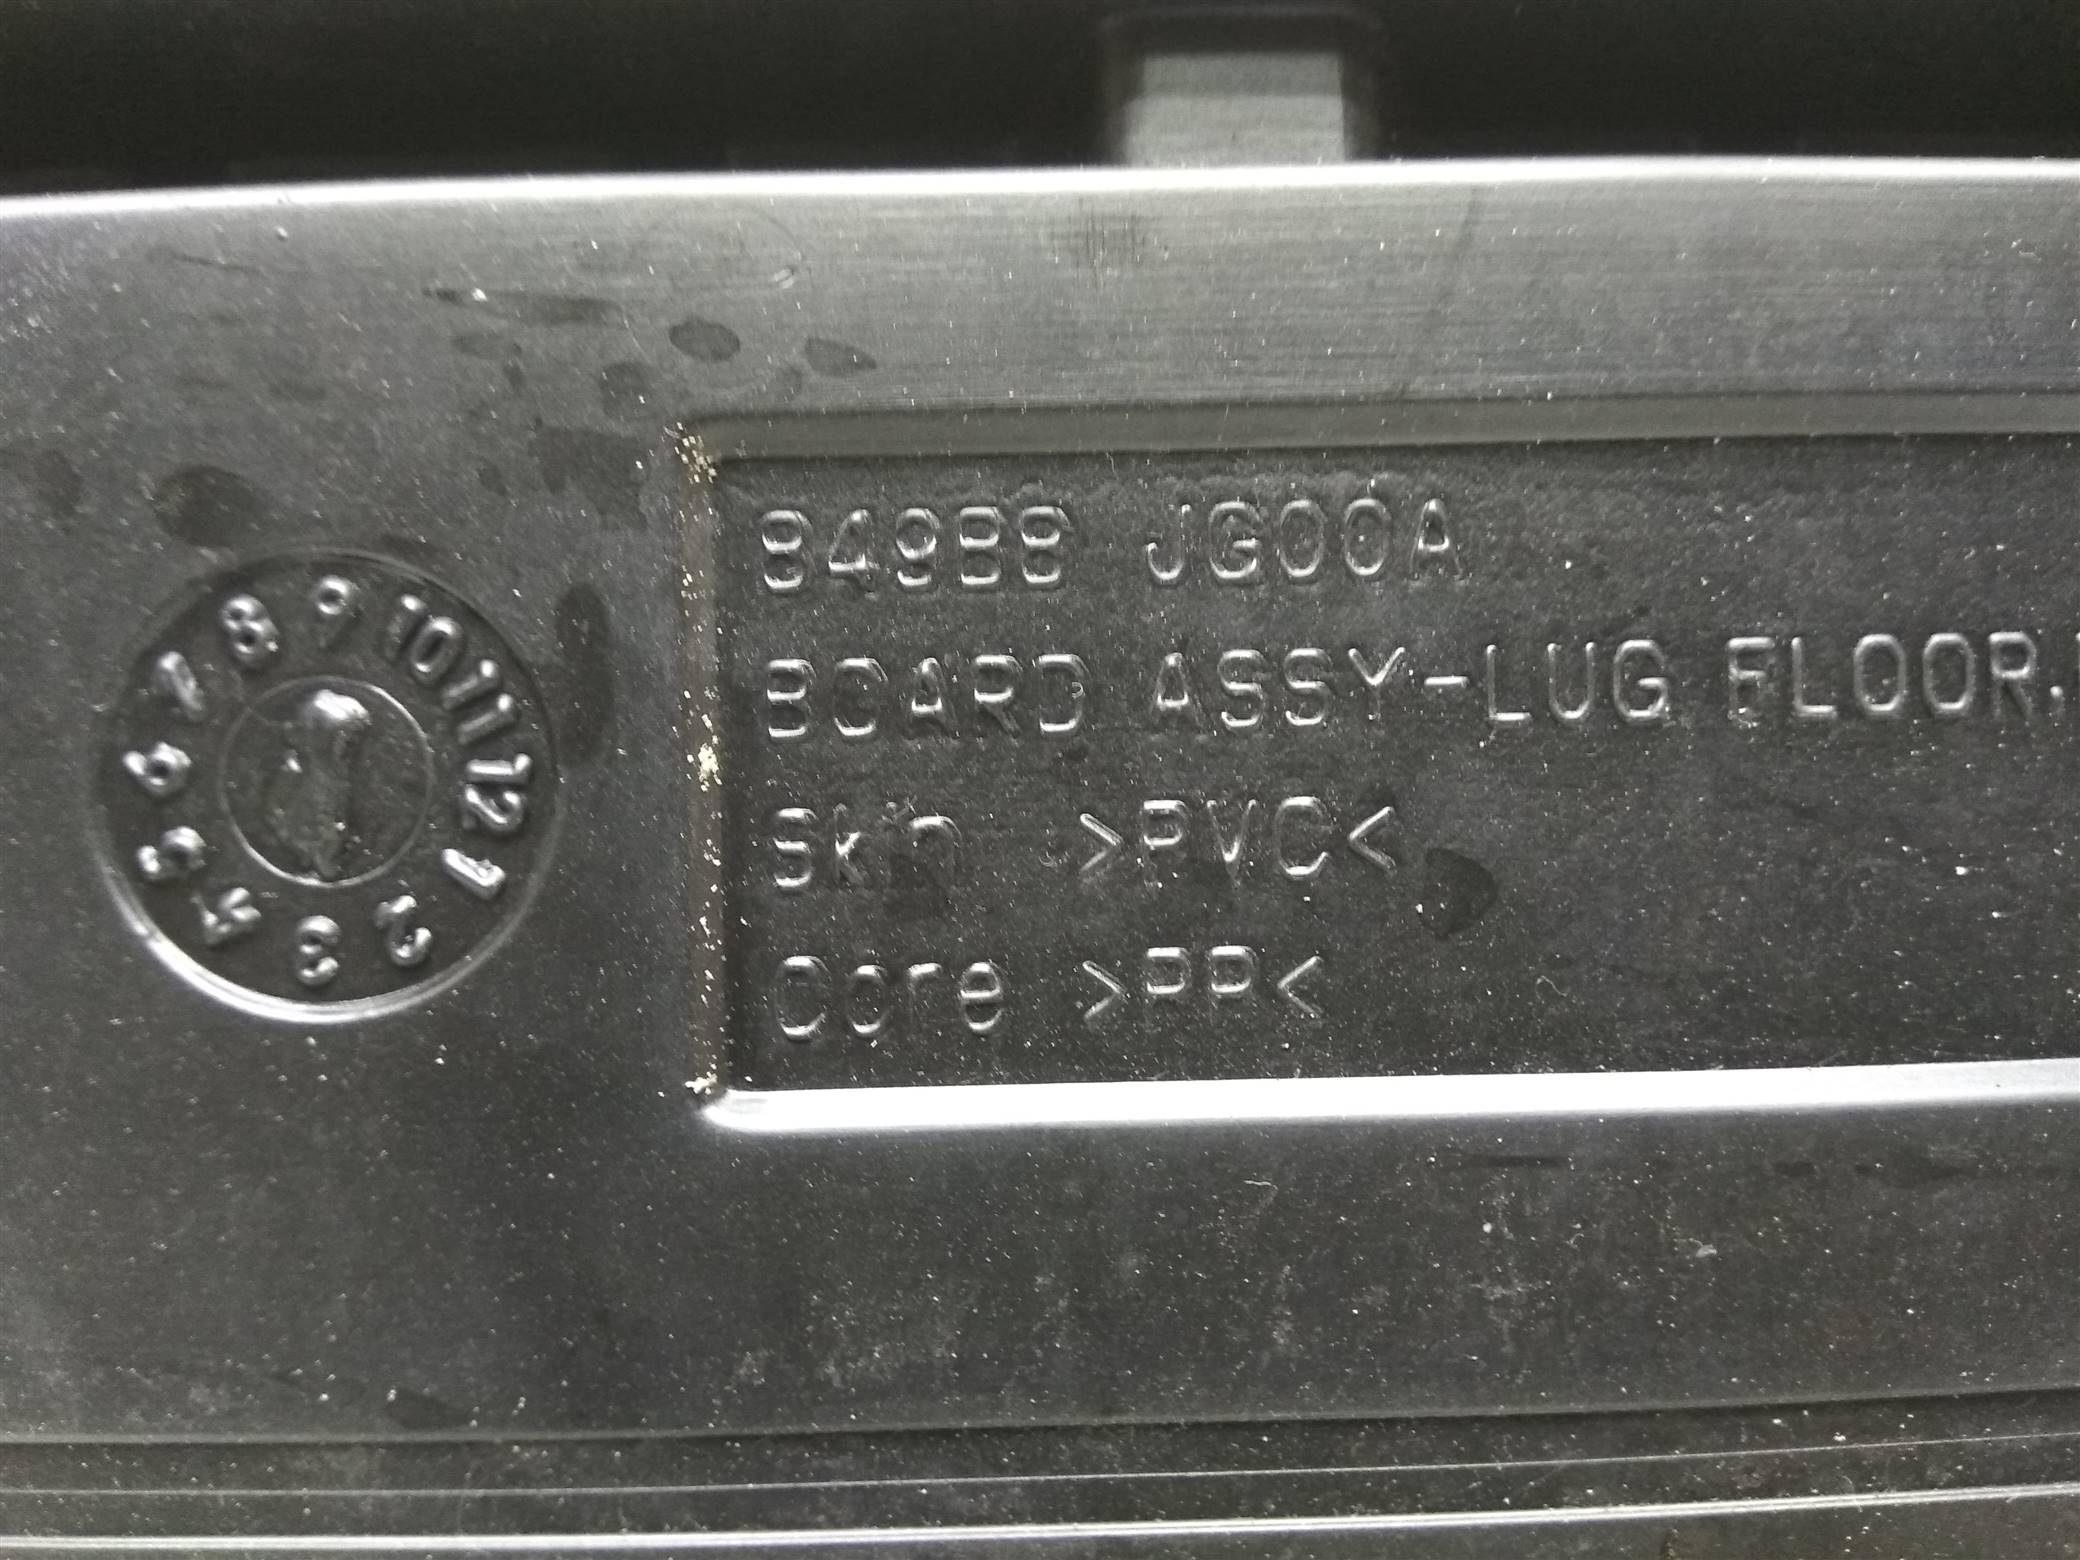 849B8 JG00A
BOARD ASSY-LUG FLOOR,
Skin >PVC<
Core >PP<
1 2 3 4 5 6 7 8 9 10 11 12